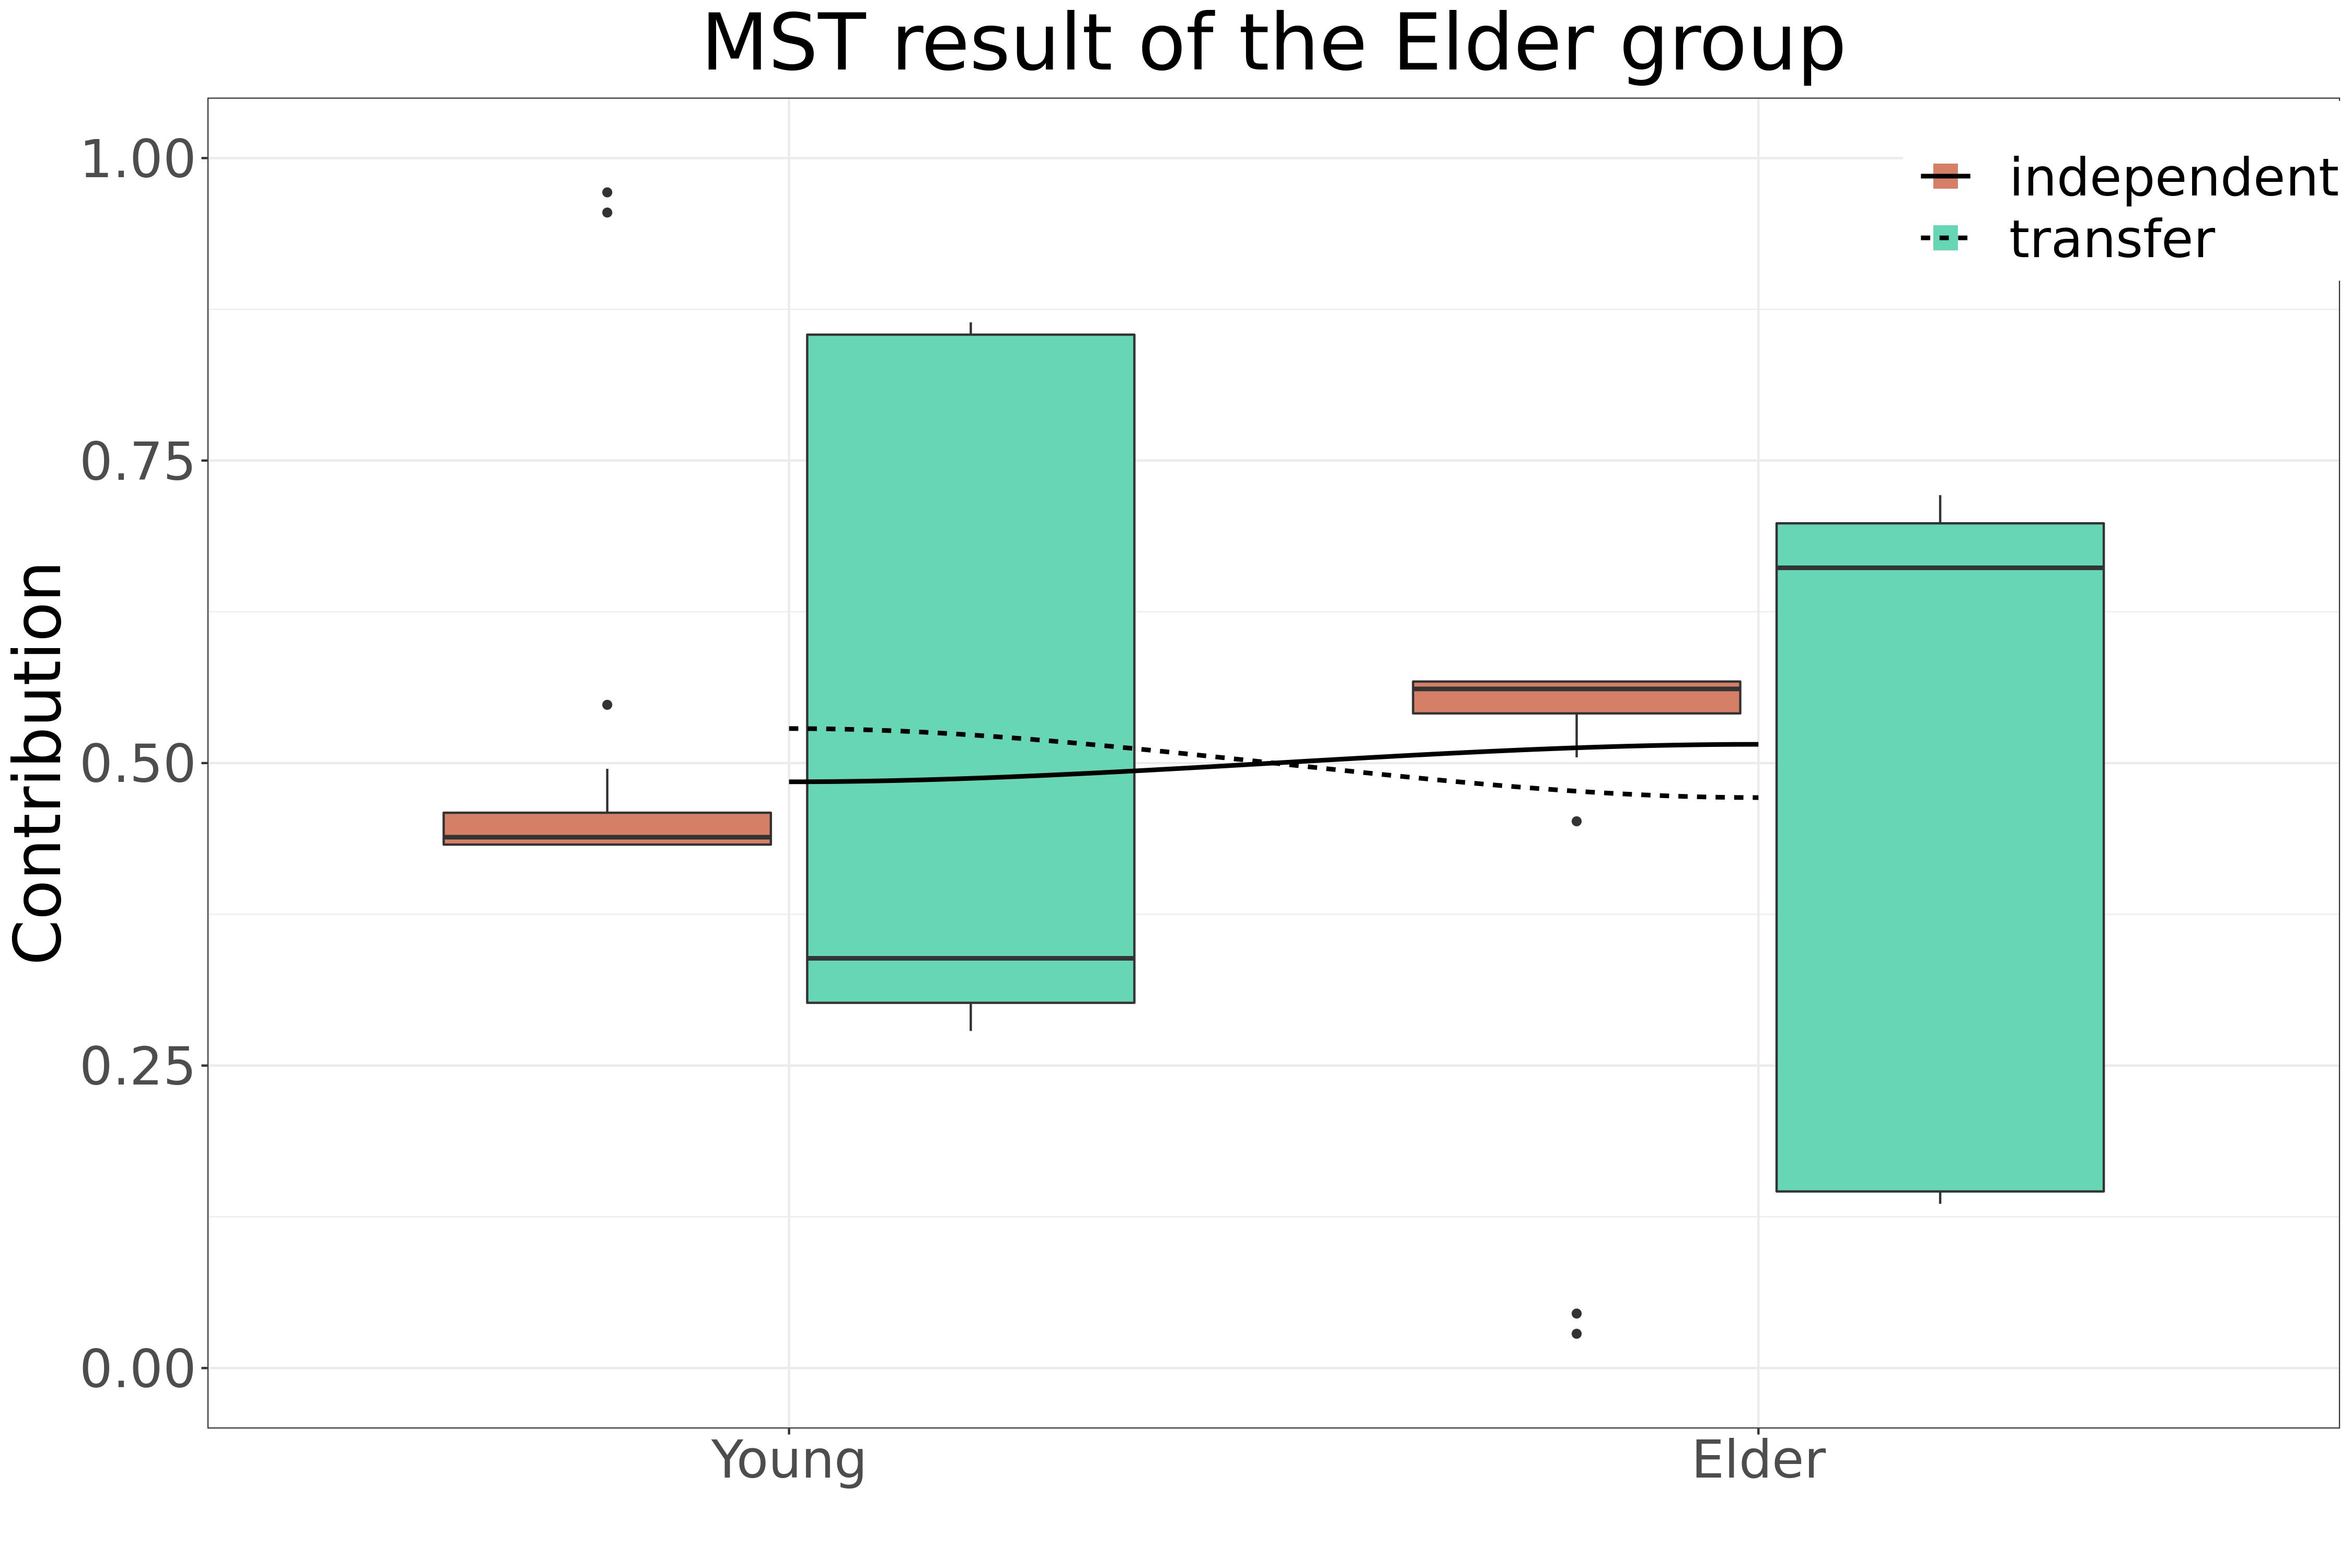 MST result of the Elder group
independent
transfer
Contribution
1.00
0.75
0.50
0.25
0.00
Young
Elder